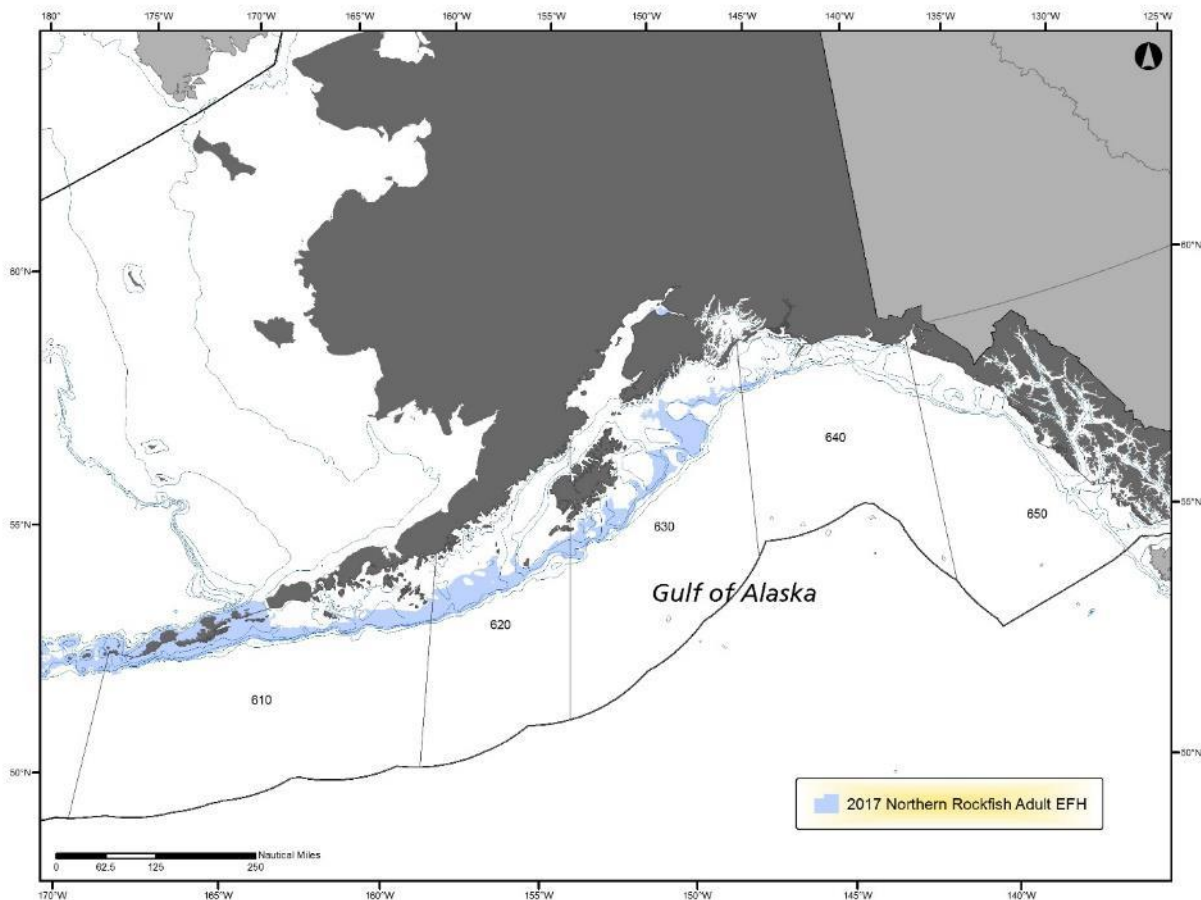 180° 175°W 170°W 165°W 160°W 155°W 150°W 145°W 140°W 135°W 130°W 125°W
60°N 60°N
55°N 55°N
640
650
630
Gulf of Alaska
620
610
50°N 50°N
2017 Northern Rockfish Adult EFH
Nautical Miles
0 62.5 125 250
170°W 165°W 160°W 155°W 150°W 145°W 140°W